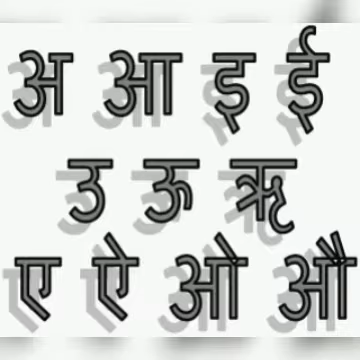 अ आ इ ई
उ ऊ ऋ
ए ऐ ओ औ